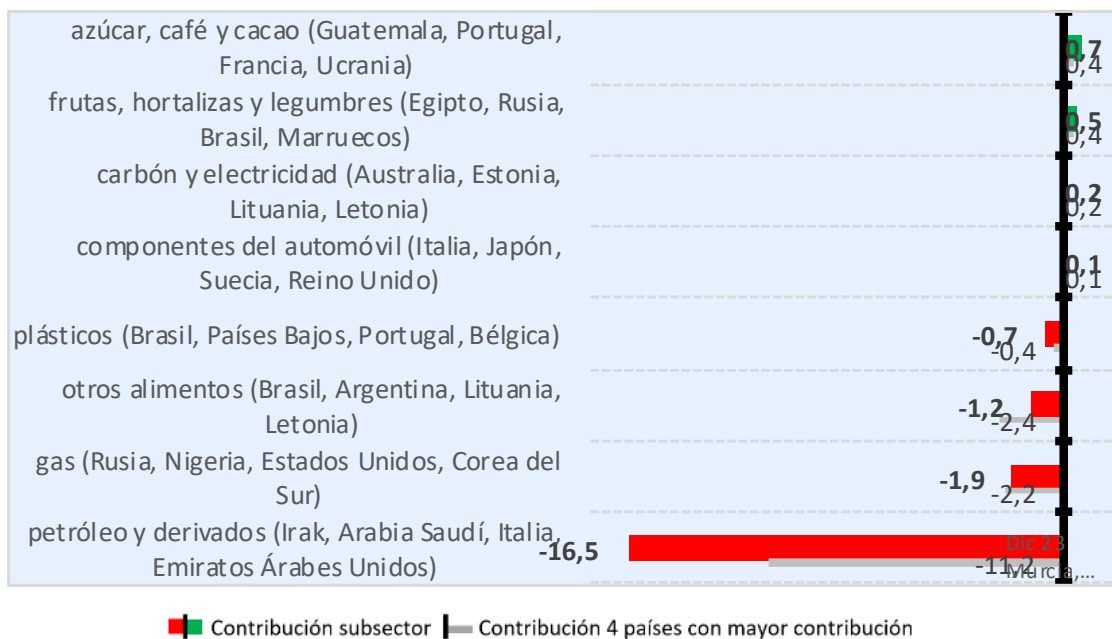 azúcar, café y cacao (Guatemala, Portugal,
Francia, Ucrania)
0,7
0,4
frutas, hortalizas y legumbres (Egipto, Rusia,
Brasil, Marruecos)
0,5
0,4
carbón y electricidad (Australia, Estonia,
Lituania, Letonia)
0,2
0,2
componentes del automóvil (Italia, Japón,
Suecia, Reino Unido)
0,1
0,1
plásticos (Brasil, Países Bajos, Portugal, Bélgica)
-0,7
-0,4
otros alimentos (Brasil, Argentina, Lituania,
Letonia)
-1,2
-2,4
gas (Rusia, Nigeria, Estados Unidos, Corea del
Sur)
-1,9
-2,2
petróleo y derivados (Irak, Arabia Saudí, Italia,
Emiratos Árabes Unidos)
-16,5
-11,2
Dic 23
Murcia,...
Contribución subsector
Contribución 4 países con mayor contribución